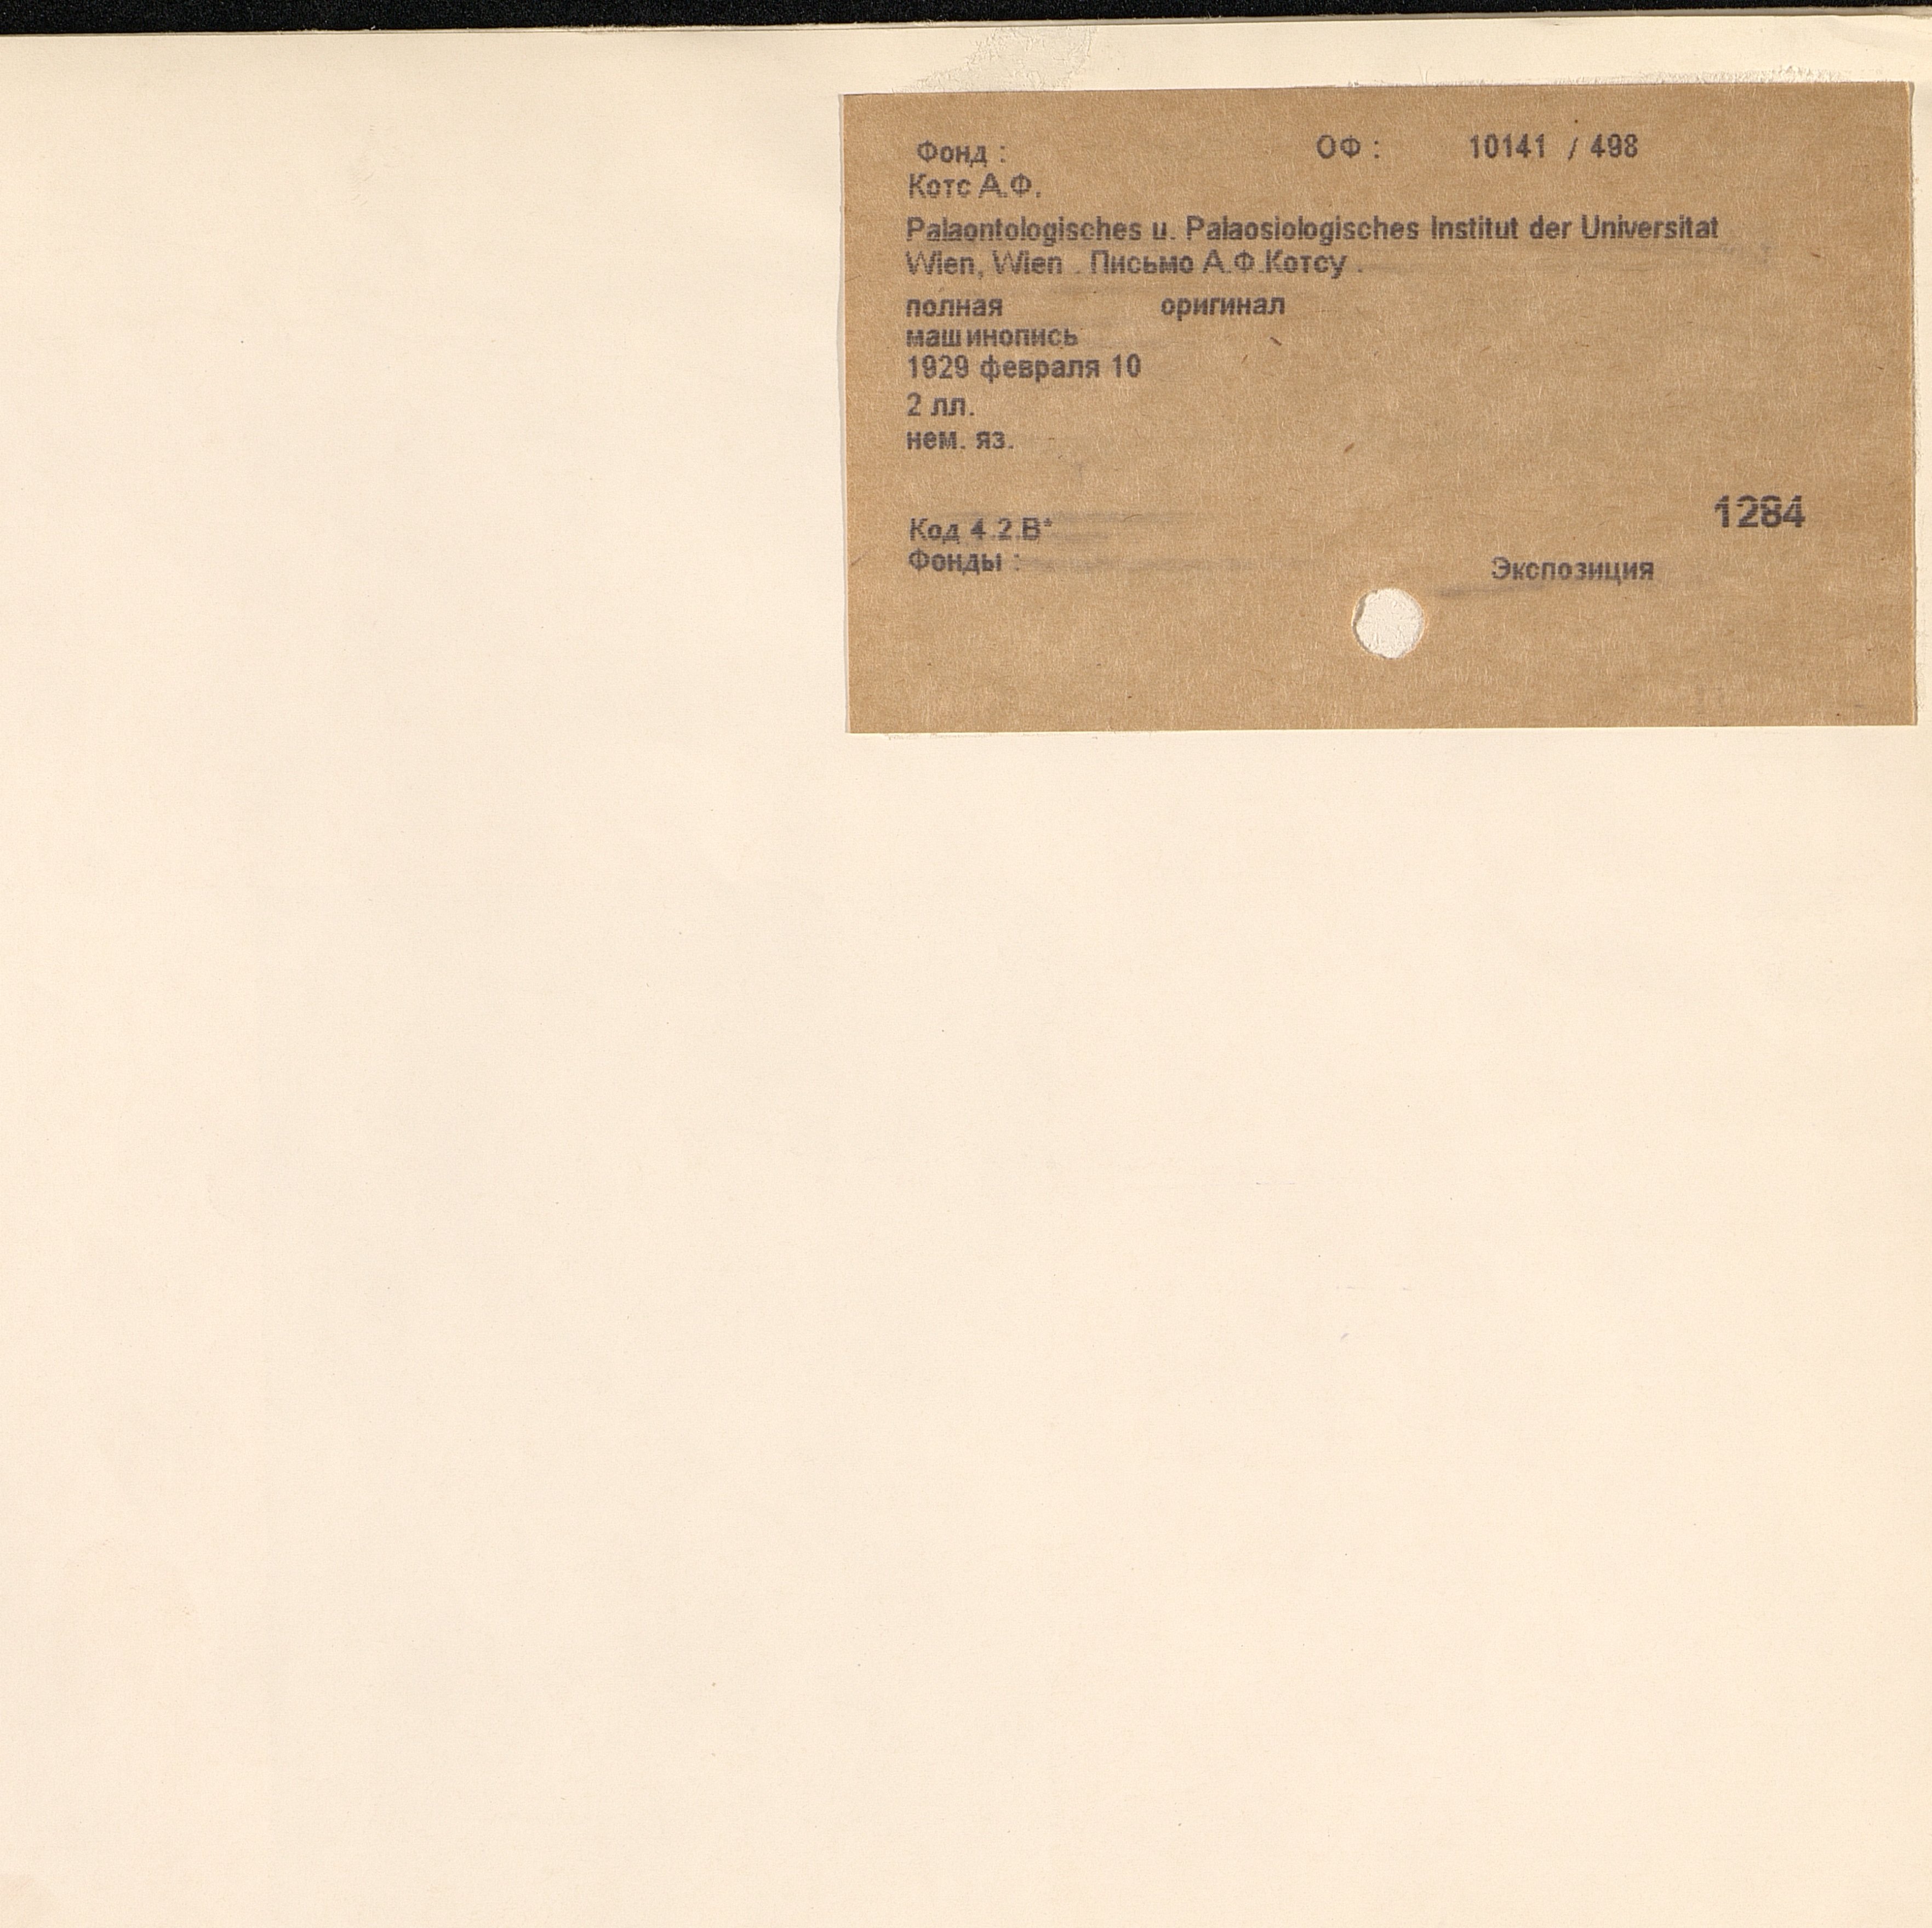 Фонд : ОФ : 10141 / 498
Котс А.Ф.
Palaontologisches u. Palaosiologisches Institut der Universitat
Wien, Wien . Письмо А.Ф.Котсу .
полная оригинал
машинопись
1929 февраля 10
2 лл.
нем. яз.
1284
Код 4.2.В*
Фонды : Экспозиция